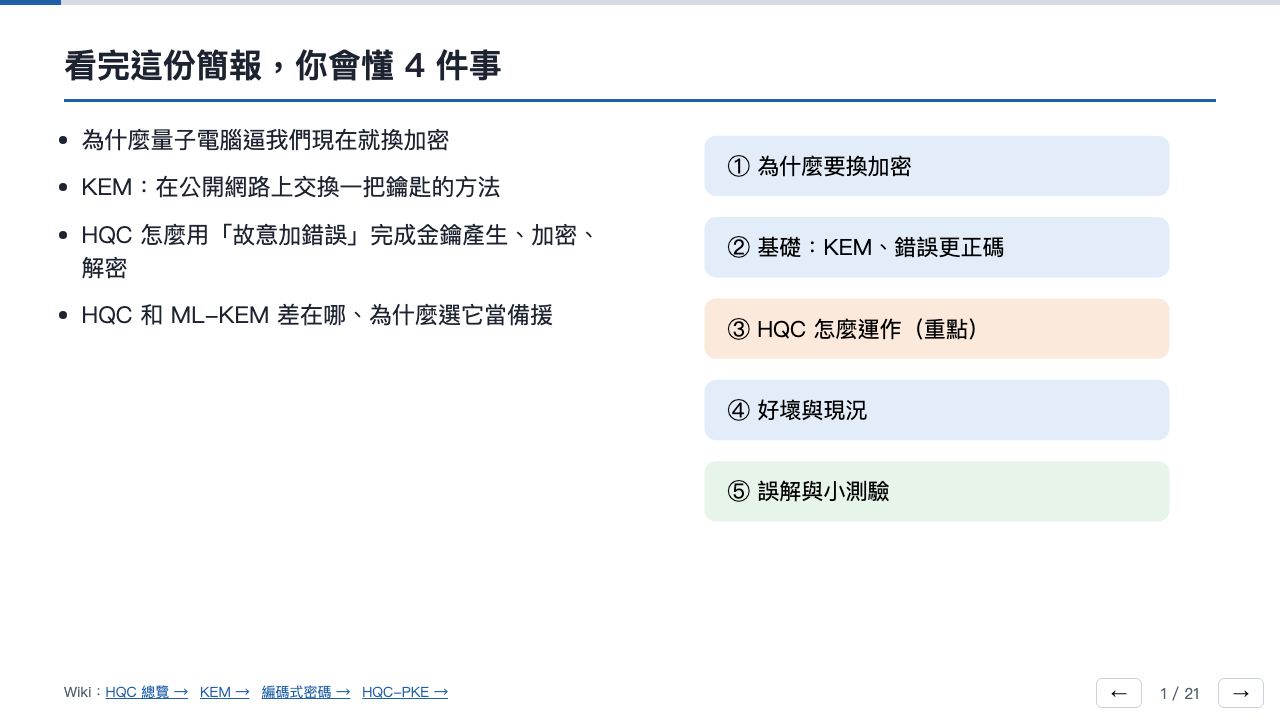 看完這份簡報，你會懂 4 件事
• 為什麼量子電腦逼我們現在就換加密
• KEM：在公開網路上交換一把鑰匙的方法
• HQC 怎麼用「故意加錯誤」完成金鑰產生、加密、
解密
• HQC 和 ML-KEM 差在哪、為什麼選它當備援
① 為什麼要換加密
② 基礎：KEM、錯誤更正碼
③ HQC 怎麼運作（重點）
④ 好壞與現況
⑤ 誤解與小測驗
Wiki：HQC 總覽 → KEM → 編碼式密碼 → HQC-PKE →
← 1 / 21 →